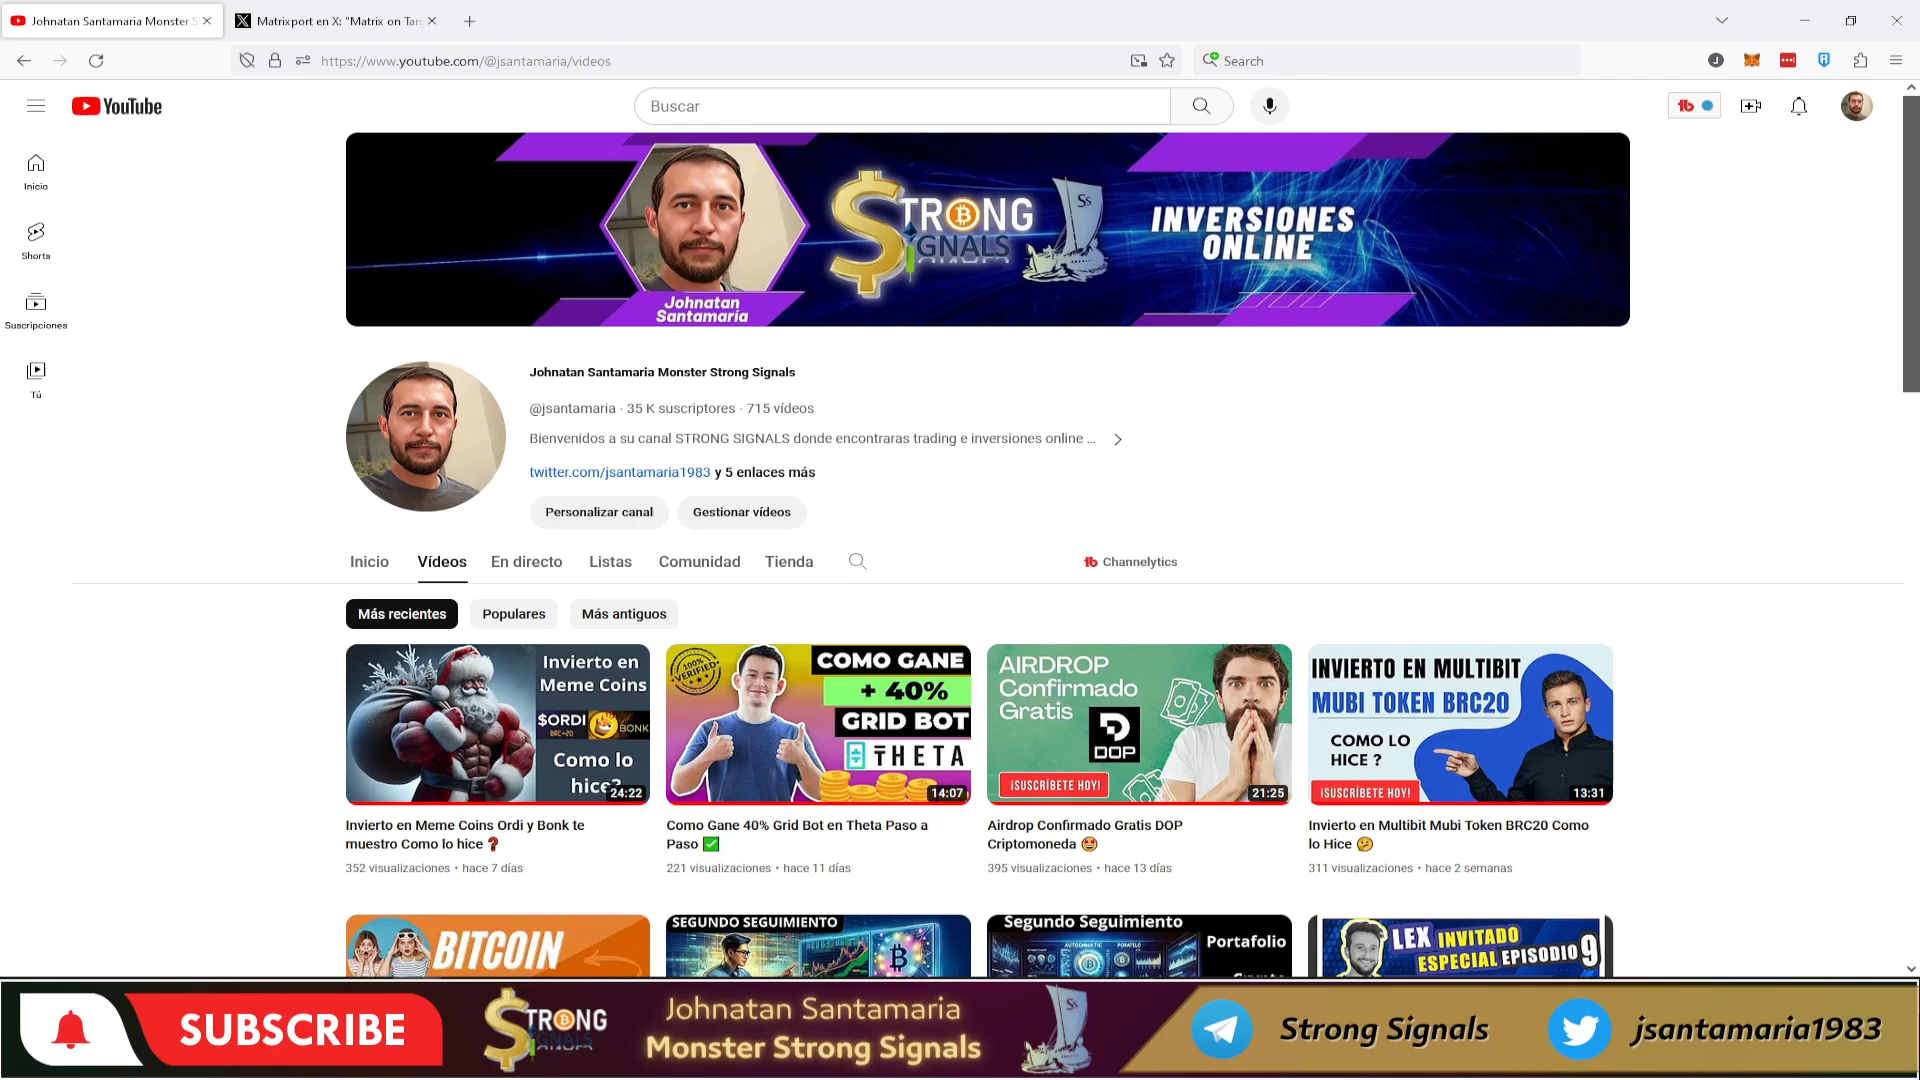 Johnatan Santamaria Monster S
Matrixport en X: "Matrix on Targ
https://www.youtube.com/@jsantamaria/videos
Search
YouTube
Buscar
Inicio
Shorts
Suscripciones
Tú
STRONG
SIGNALS
Ss
INVERSIONES
ONLINE
Johnatan
Santamaria
Johnatan Santamaria Monster Strong Signals
@jsantamaria · 35 K suscriptores · 715 vídeos
Bienvenidos a su canal STRONG SIGNALS donde encontraras trading e inversiones online ...
twitter.com/jsantamaria1983 y 5 enlaces más
Personalizar canal
Gestionar vídeos
Inicio
Vídeos
En directo
Listas
Comunidad
Tienda
Channelytics
Más recientes
Populares
Más antiguos
Invierto en
Meme Coins
$ORDI
BRC-20
BONK
Como lo
hice?
24:22
100%
VERIFIED
COMO GANE
+ 40%
GRID BOT
THETA
14:07
AIRDROP
Confirmado
Gratis
DOP
¡SUSCRÍBETE HOY!
21:25
INVIERTO EN MULTIBIT
MUBI TOKEN BRC20
COMO LO
HICE ?
¡SUSCRÍBETE HOY!
13:31
Invierto en Meme Coins Ordi y Bonk te
muestro Como lo hice ❓
352 visualizaciones • hace 7 días
Como Gane 40% Grid Bot en Theta Paso a
Paso ✅
221 visualizaciones • hace 11 días
Airdrop Confirmado Gratis DOP
Criptomoneda 🤩
395 visualizaciones • hace 13 días
Invierto en Multibit Mubi Token BRC20 Como
lo Hice 🤔
311 visualizaciones • hace 2 semanas
BITCOIN
SEGUNDO SEGUIMIENTO
Segundo Seguimiento
Portafolio
LEX INVITADO
ESPECIAL EPISODIO 9
SUBSCRIBE
STRONG
SIGNALS
Johnatan Santamaria
Monster Strong Signals
Ss
Strong Signals
jsantamaria1983